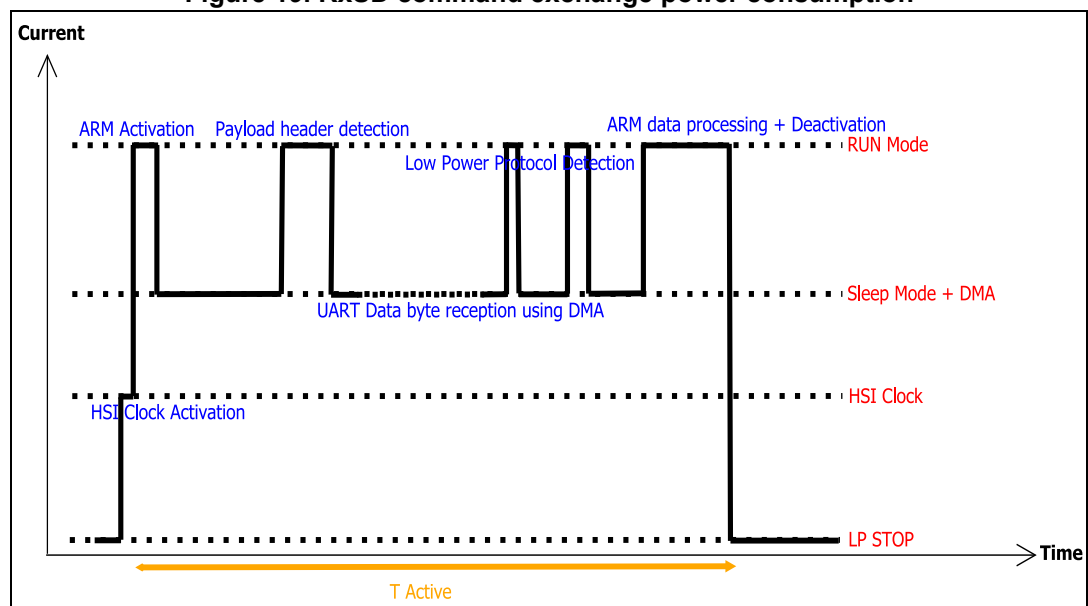 Current
ARM Activation
Payload header detection
ARM data processing + Deactivation
RUN Mode
Low Power Protocol Detection
Sleep Mode + DMA
UART Data byte reception using DMA
HSI Clock
HSI Clock Activation
LP STOP
Time
T Active